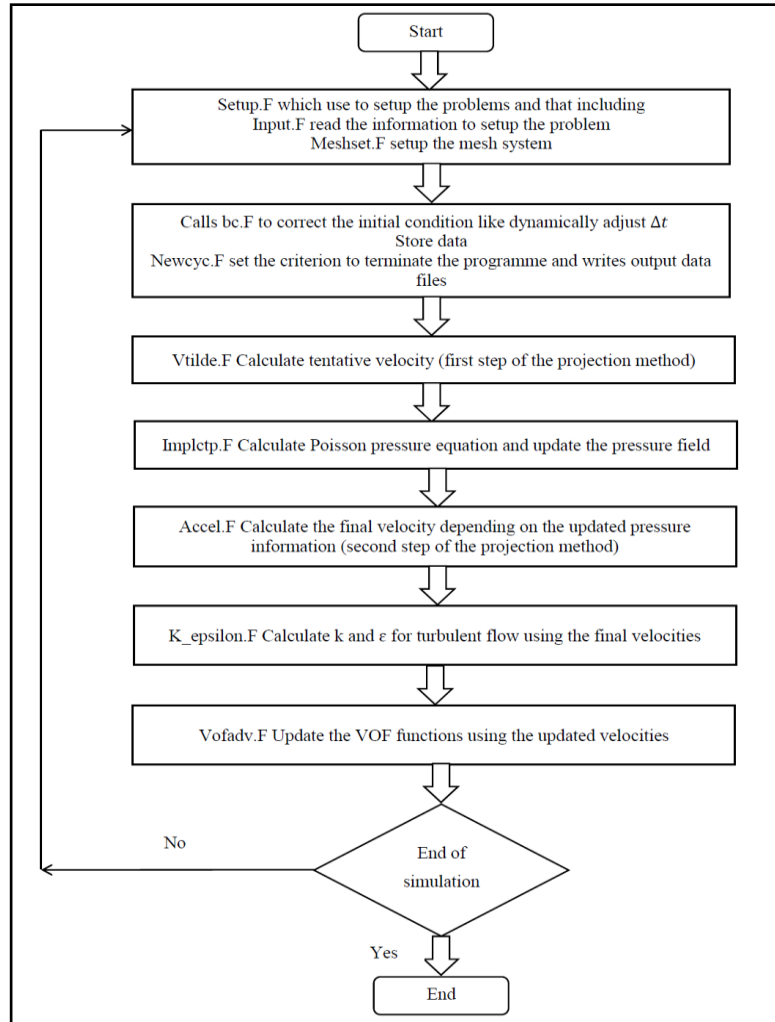 Start
Setup.F which use to setup the problems and that including
Input.F read the information to setup the problem
Meshset.F setup the mesh system
Calls bc.F to correct the initial condition like dynamically adjust Δt
Store data
Newcyc.F set the criterion to terminate the programme and writes output data
files
Vtilde.F Calculate tentative velocity (first step of the projection method)
Implctp.F Calculate Poisson pressure equation and update the pressure field
Accel.F Calculate the final velocity depending on the updated pressure
information (second step of the projection method)
K_epsilon.F Calculate k and ε for turbulent flow using the final velocities
Vofadv.F Update the VOF functions using the updated velocities
No
End of
simulation
Yes
End